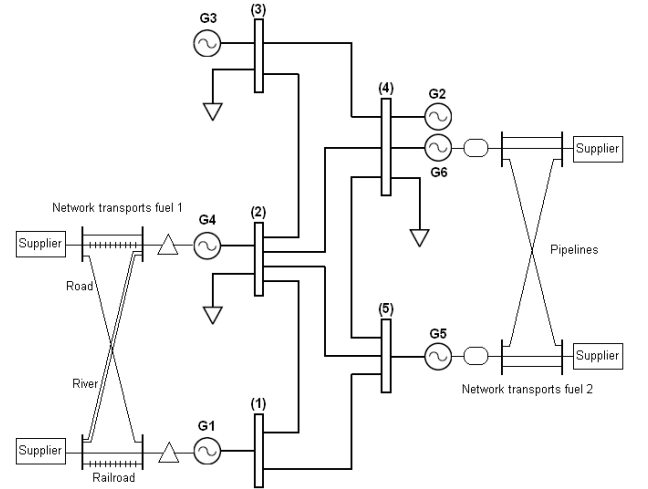 (3)
G3
(4)
G2
G6
Supplier
Network transports fuel 1
(2)
G4
Supplier
Road
Pipelines
(5)
G5
Supplier
River
Network transports fuel 2
(1)
G1
Supplier
Railroad